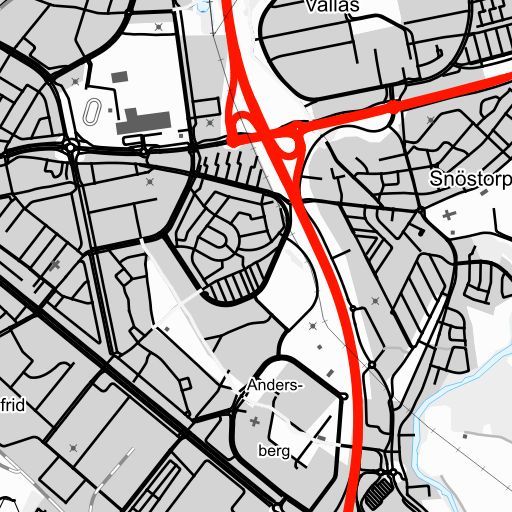 Vallås
Snöstorp
Anders-
frid
berg